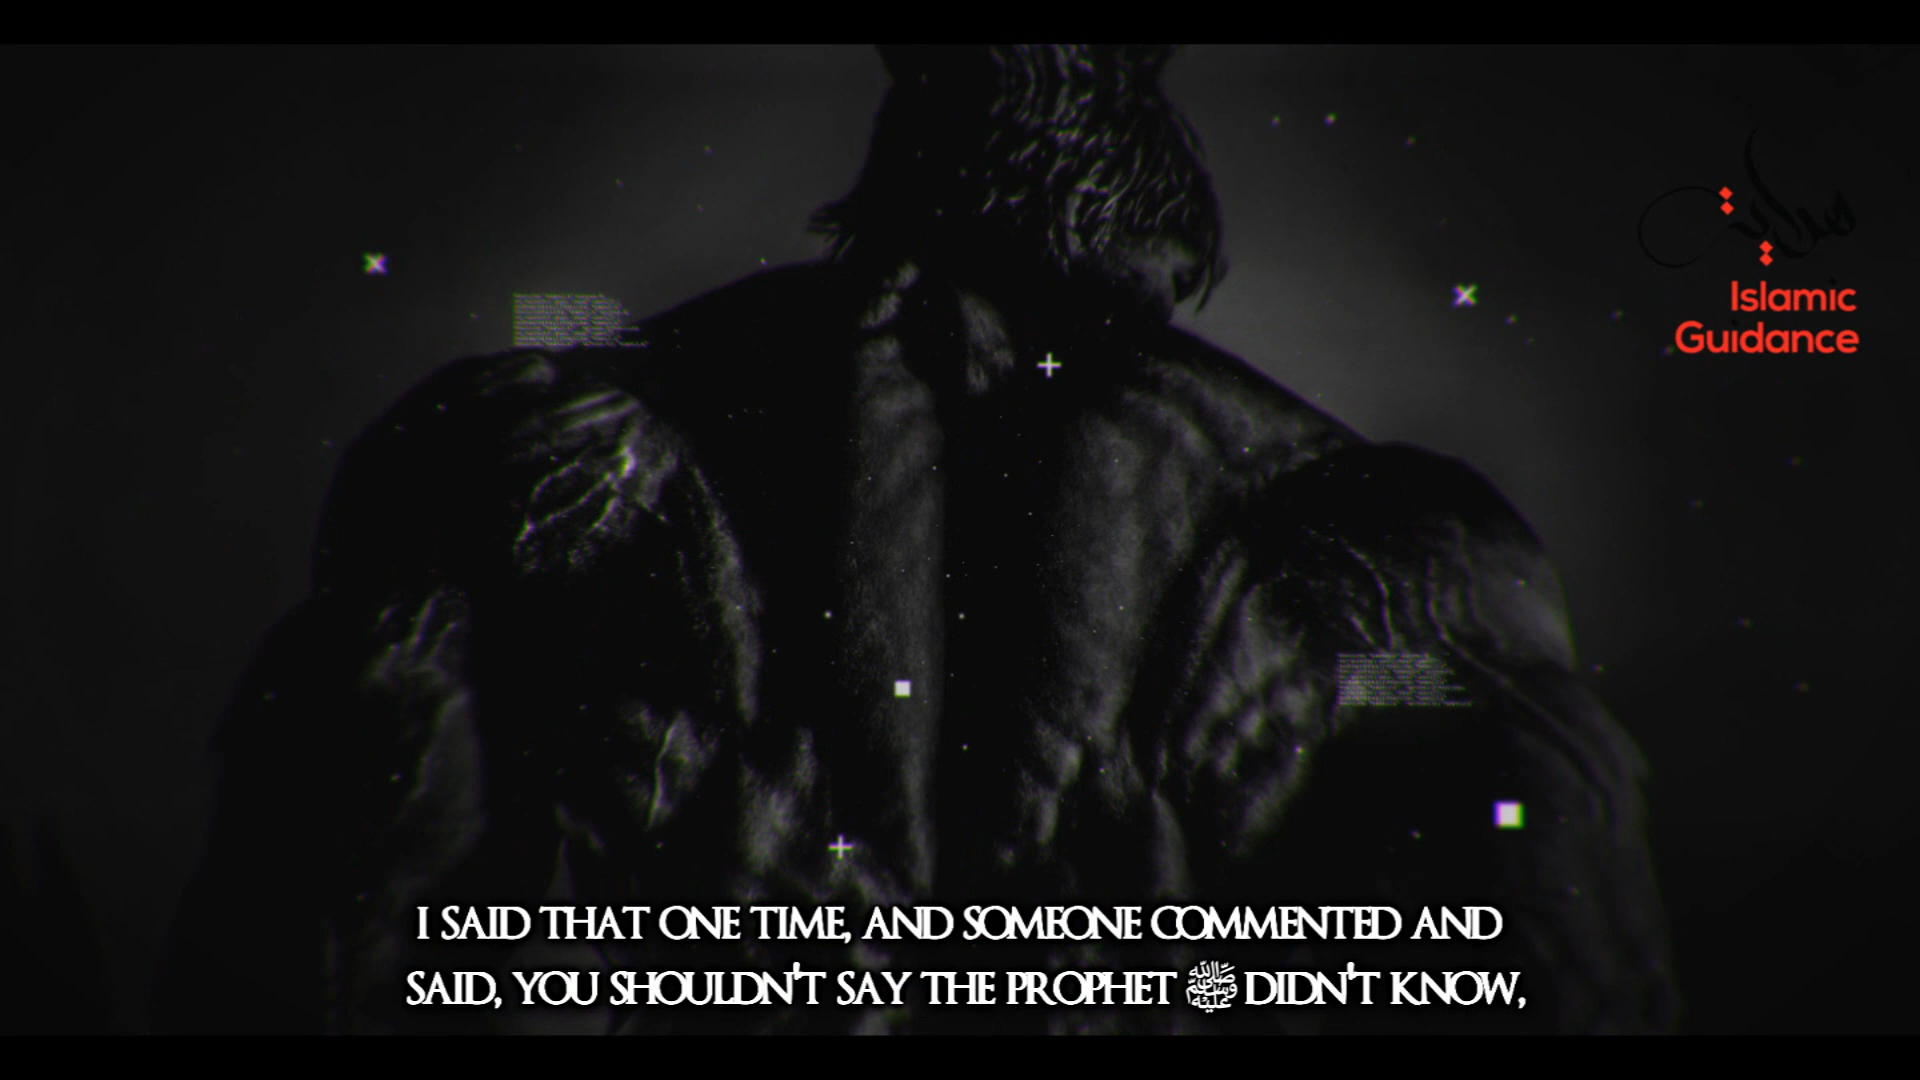 هداية
Islamic
Guidance
I SAID THAT ONE TIME, AND SOMEONE COMMENTED AND
SAID, YOU SHOULDN'T SAY THE PROPHET ﷺ DIDN'T KNOW,